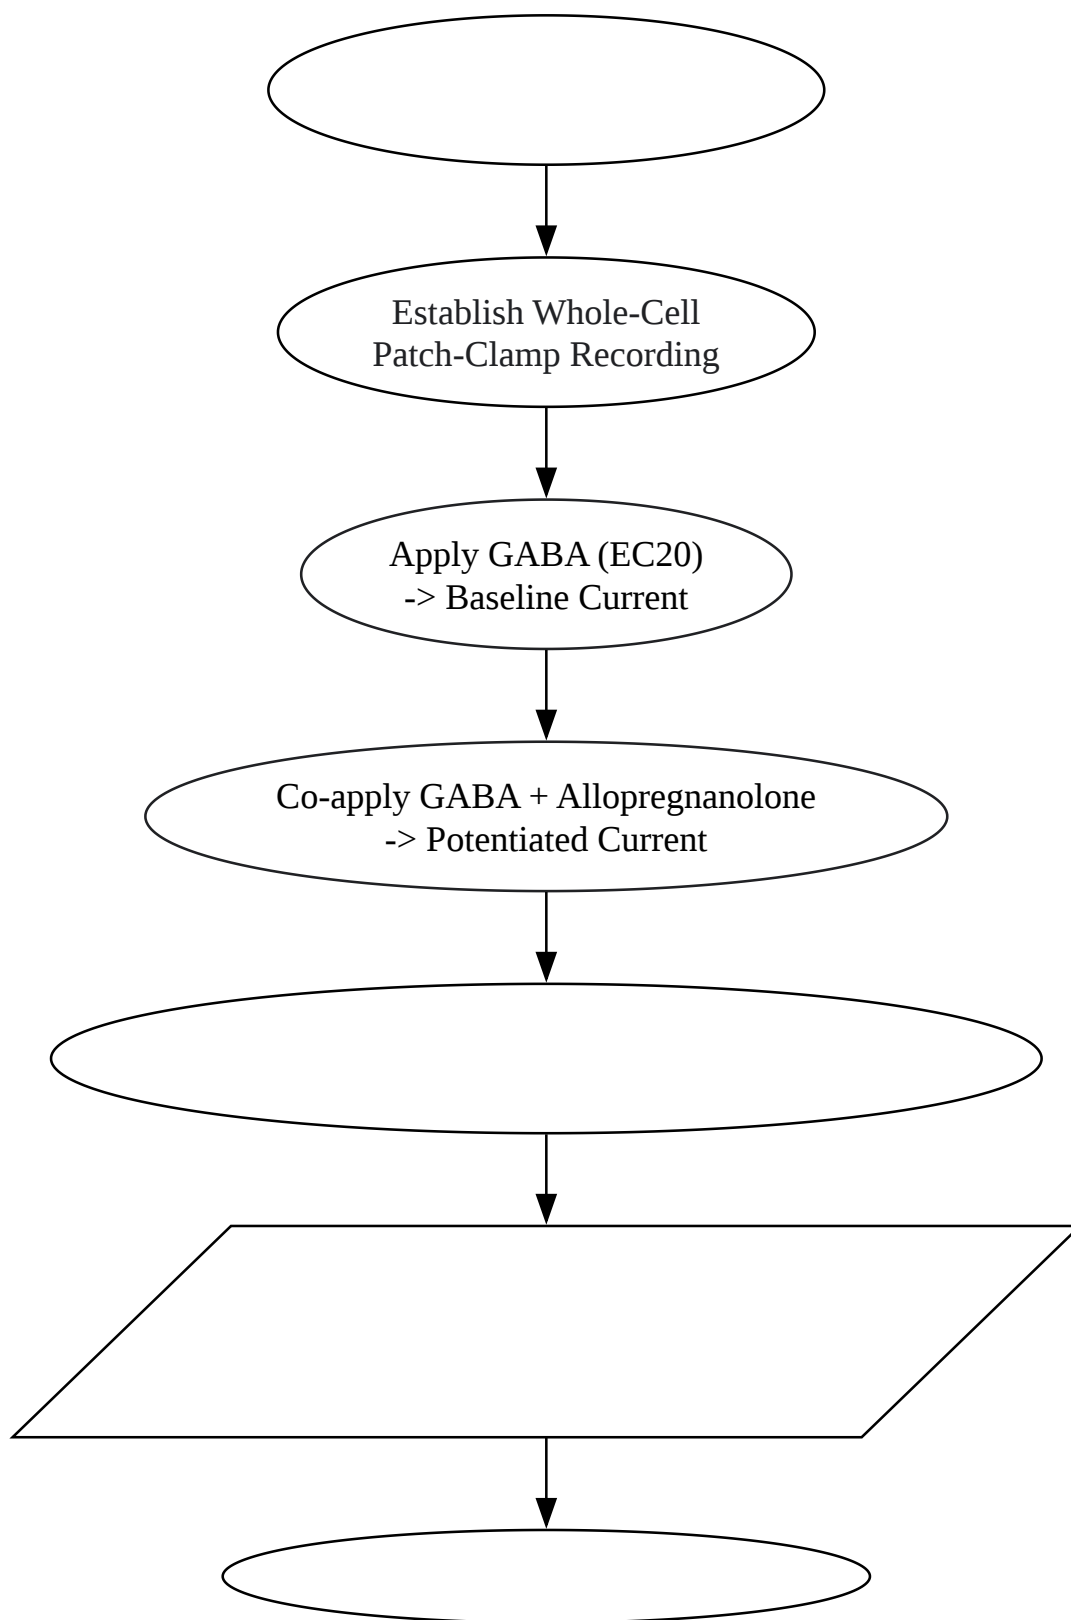 Establish Whole-Cell
Patch-Clamp Recording
Apply GABA (EC20)
-> Baseline Current
Co-apply GABA + Allopregnanolone
-> Potentiated Current